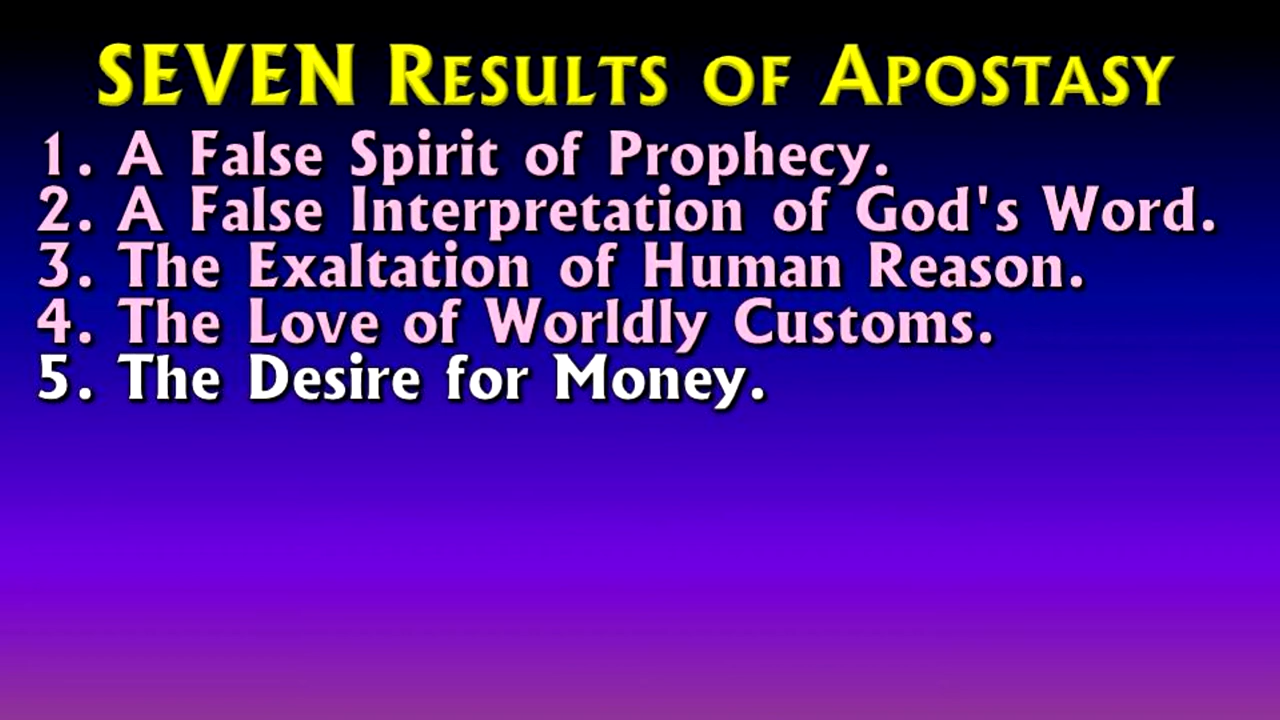 SEVEN RESULTS OF APOSTASY
1. A False Spirit of Prophecy.
2. A False Interpretation of God's Word.
3. The Exaltation of Human Reason.
4. The Love of Worldly Customs.
5. The Desire for Money.